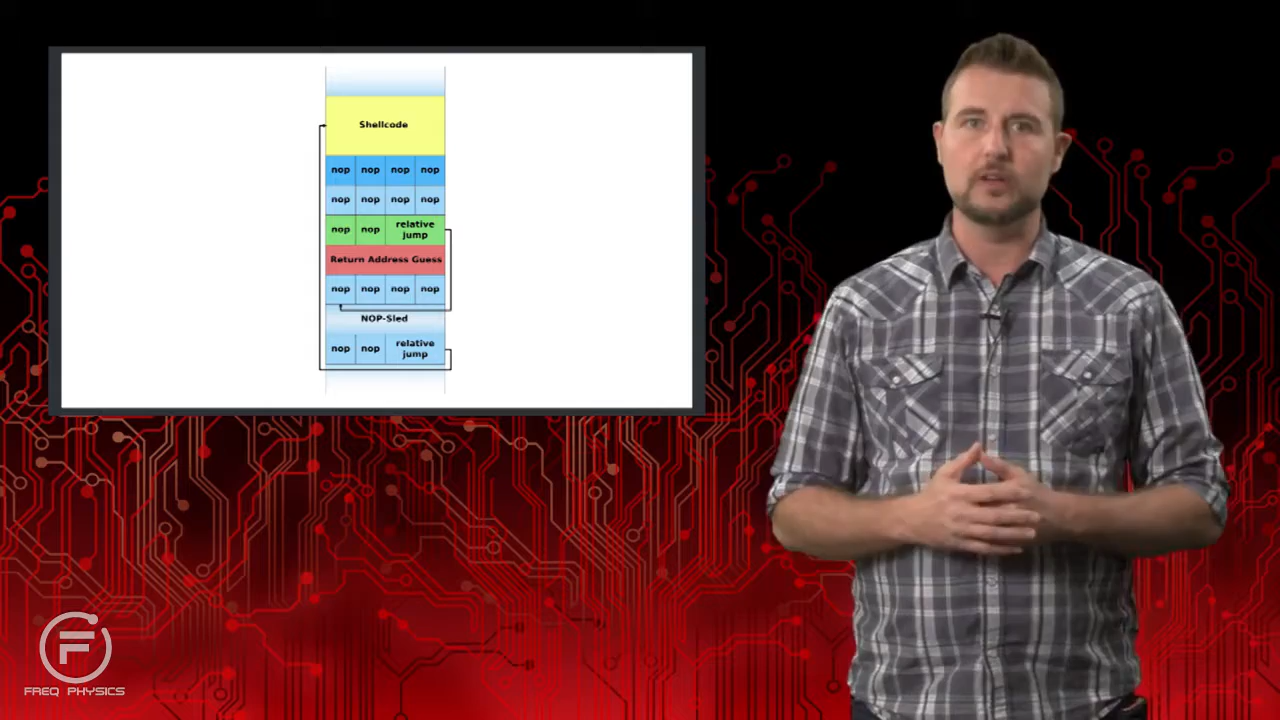 Shellcode
nop nop nop nop
nop nop nop nop
nop nop relative jump
Return Address Guess
nop nop nop nop
NOP-Sled
nop nop relative jump
F
FREQ PHYSICS